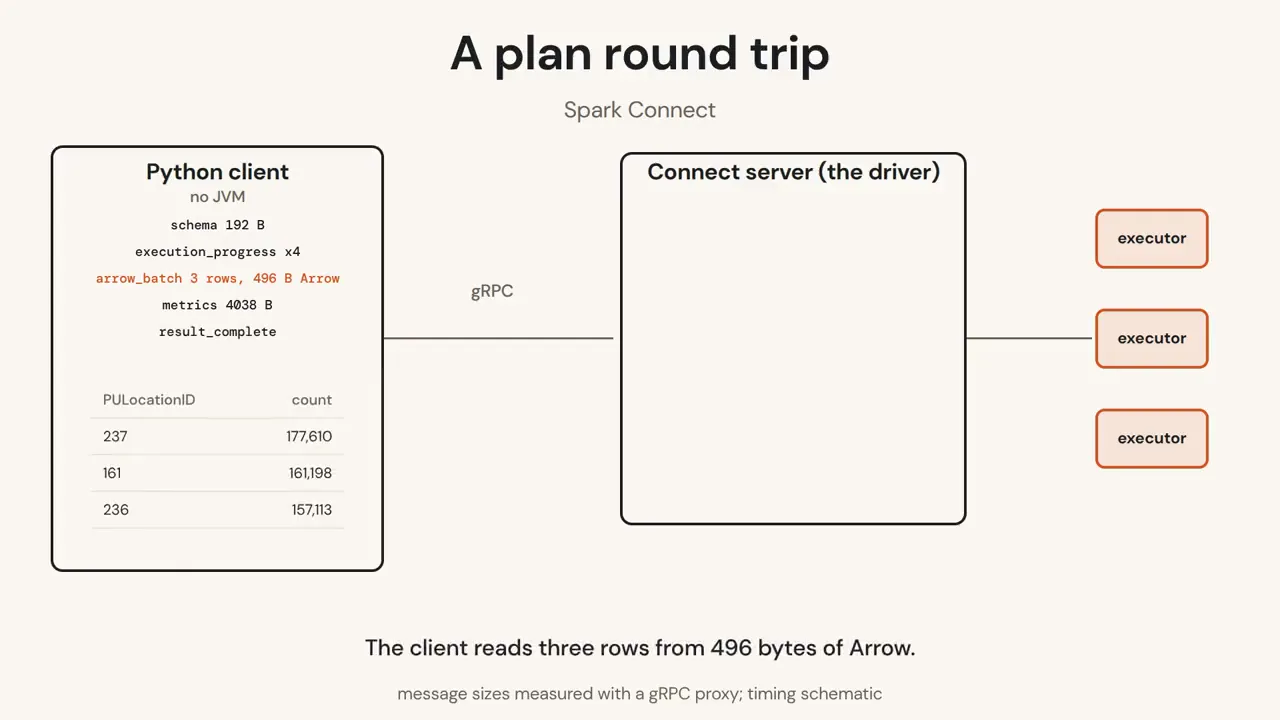 A plan round trip
Spark Connect
Python client
no JVM
schema 192 B
execution_progress x4
arrow_batch 3 rows, 496 B Arrow
metrics 4038 B
result_complete
PULocationID count
237 177,610
161 161,198
236 157,113
gRPC
Connect server (the driver)
executor
executor
executor
The client reads three rows from 496 bytes of Arrow.
message sizes measured with a gRPC proxy; timing schematic